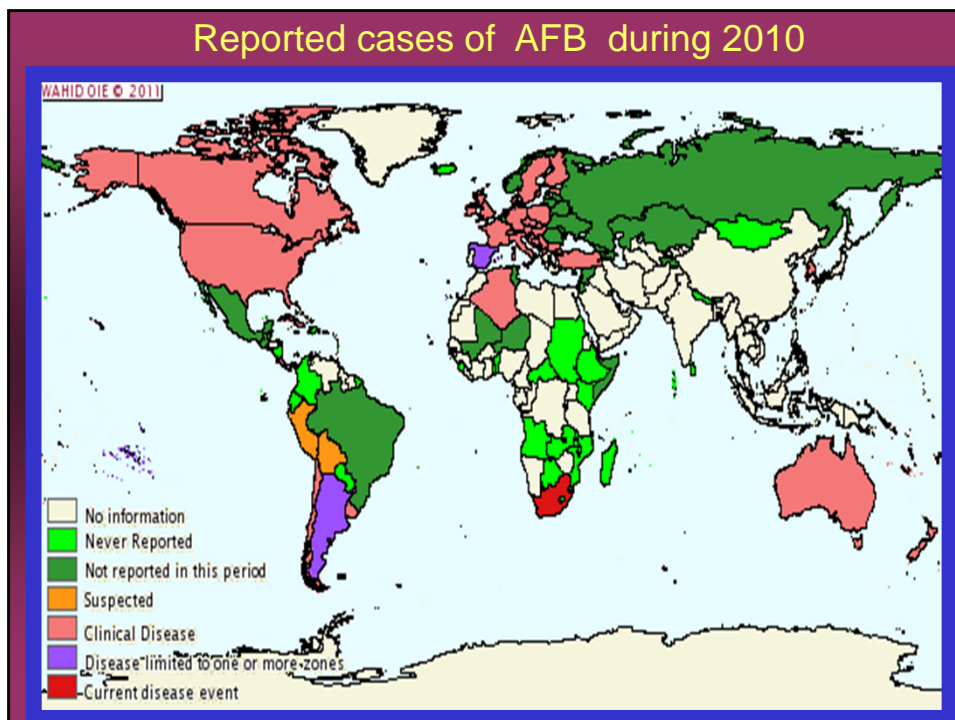 Reported cases of AFB during 2010
WAHID OIE © 2011
No information
Never Reported
Not reported in this period
Suspected
Clinical Disease
Disease limited to one or more zones
Current disease event